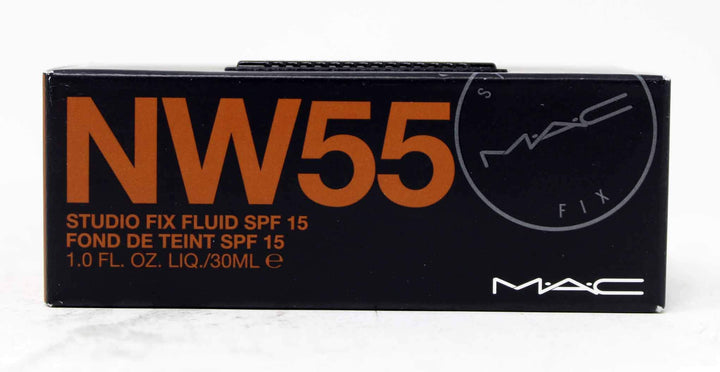 NW55
STUDIO FIX FLUID SPF 15
FOND DE TEINT SPF 15
1.0 FL. OZ. LIQ./30ML ℮
S
M·A·C
FIX
M·A·C